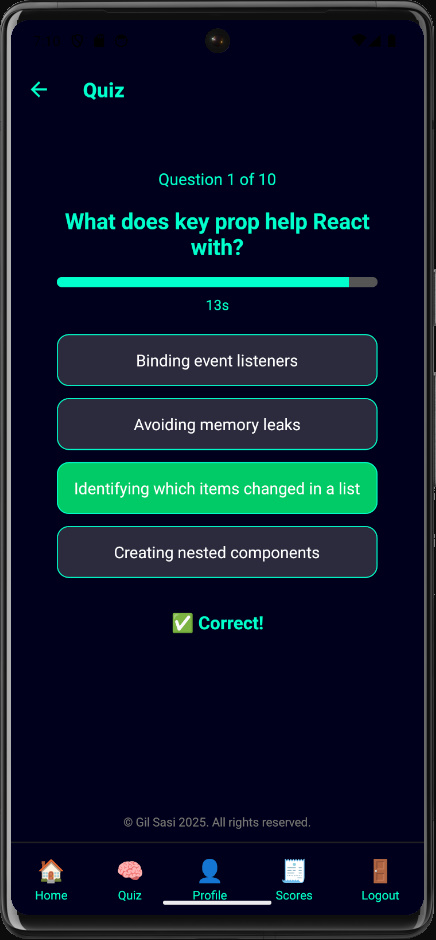 Quiz
Question 1 of 10
What does key prop help React
with?
13s
Binding event listeners
Avoiding memory leaks
Identifying which items changed in a list
Creating nested components
✅ Correct!
© Gil Sasi 2025. All rights reserved.
Home Quiz Profile Scores Logout